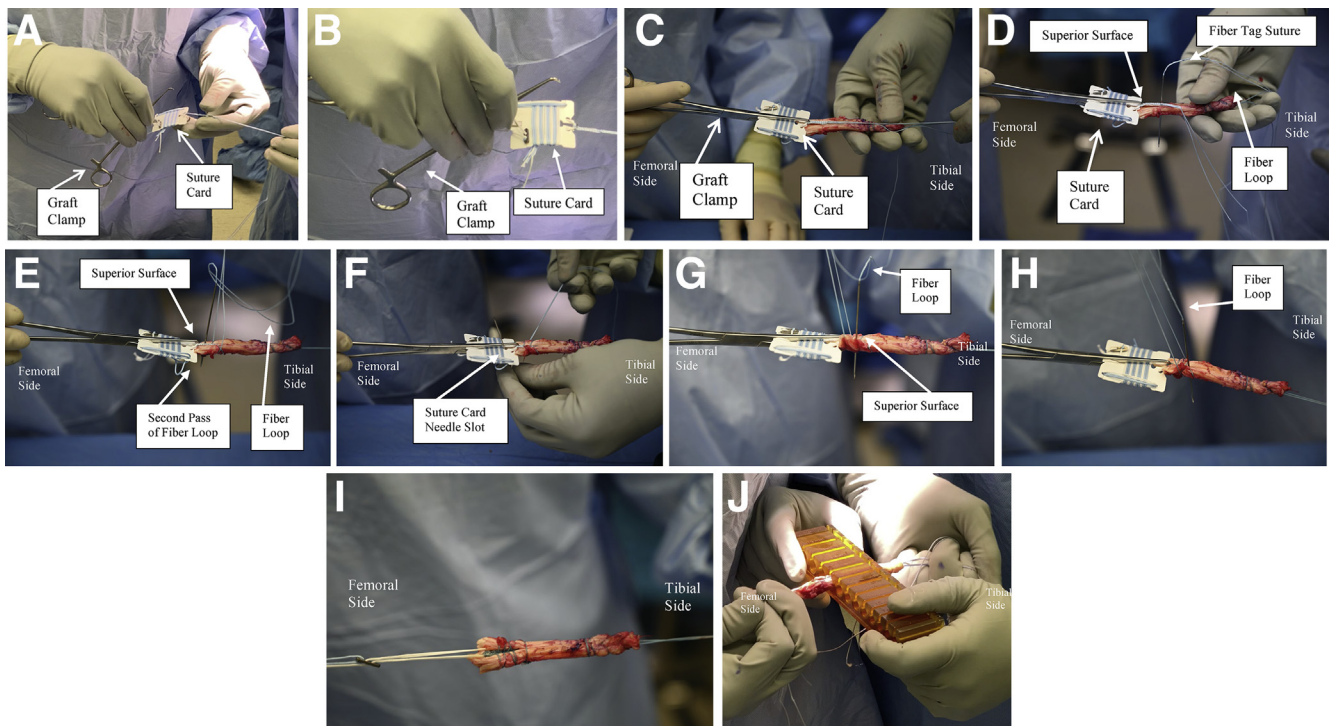 A
Graft
Clamp
Suture
Card
B
Graft
Clamp
Suture Card
C
Femoral
Side
Graft
Clamp
Suture
Card
Tibial
Side
D
Superior Surface
Fiber Tag Suture
Femoral
Side
Tibial
Side
Suture
Card
Fiber
Loop
E
Superior Surface
Femoral
Side
Tibial
Side
Second Pass
of Fiber Loop
Fiber
Loop
F
Femoral
Side
Tibial
Side
Suture Card
Needle Slot
G
Fiber
Loop
Femoral
Side
Tibial
Side
Superior Surface
H
Fiber
Loop
Femoral
Side
Tibial
Side
I
Femoral
Side
Tibial
Side
J
Femoral
Side
Tibial
Side